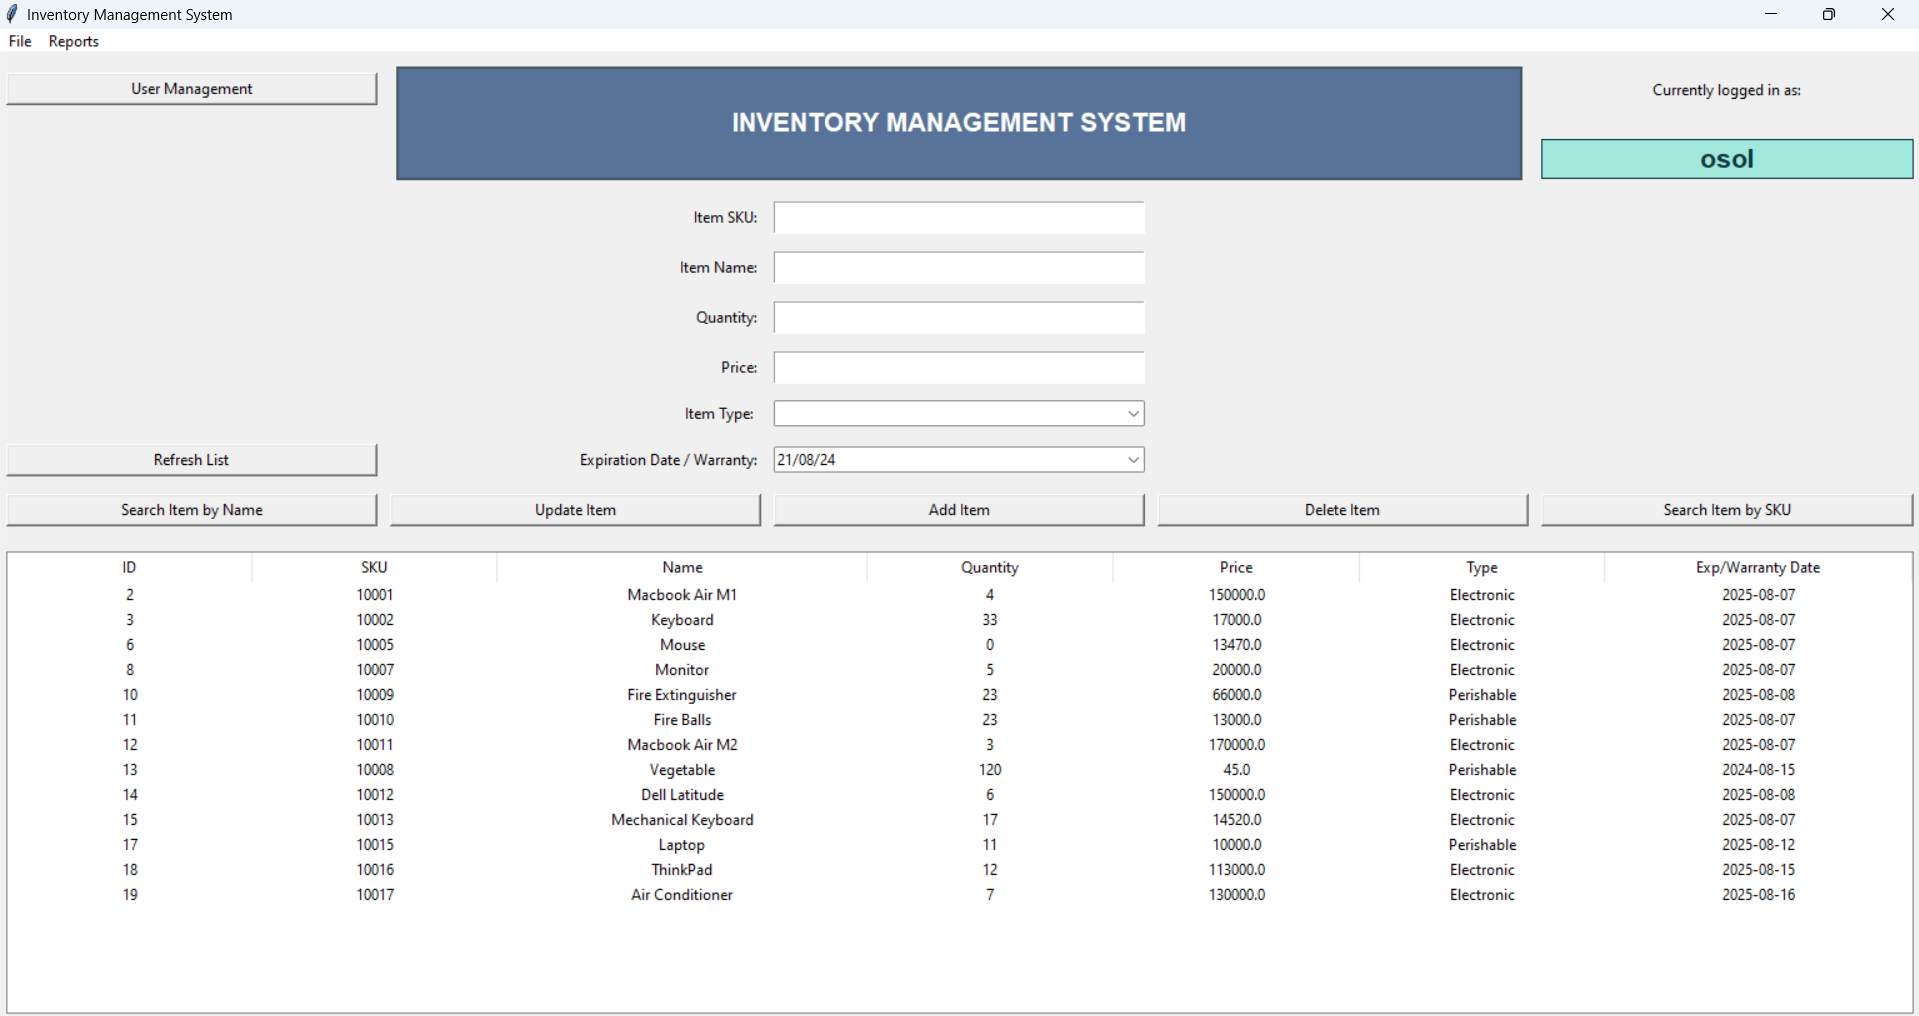 Inventory Management System
File Reports
User Management
INVENTORY MANAGEMENT SYSTEM
Currently logged in as:
osol
Item SKU:
Item Name:
Quantity:
Price:
Item Type:
Refresh List
Expiration Date / Warranty: 21/08/24
Search Item by Name Update Item Add Item Delete Item Search Item by SKU
ID SKU Name Quantity Price Type Exp/Warranty Date
2 10001 Macbook Air M1 4 150000.0 Electronic 2025-08-07
3 10002 Keyboard 33 17000.0 Electronic 2025-08-07
6 10005 Mouse 0 13470.0 Electronic 2025-08-07
8 10007 Monitor 5 20000.0 Electronic 2025-08-07
10 10009 Fire Extinguisher 23 66000.0 Perishable 2025-08-08
11 10010 Fire Balls 23 13000.0 Perishable 2025-08-07
12 10011 Macbook Air M2 3 170000.0 Electronic 2025-08-07
13 10008 Vegetable 120 45.0 Perishable 2024-08-15
14 10012 Dell Latitude 6 150000.0 Electronic 2025-08-08
15 10013 Mechanical Keyboard 17 14520.0 Electronic 2025-08-07
17 10015 Laptop 11 10000.0 Perishable 2025-08-12
18 10016 ThinkPad 12 113000.0 Electronic 2025-08-15
19 10017 Air Conditioner 7 130000.0 Electronic 2025-08-16